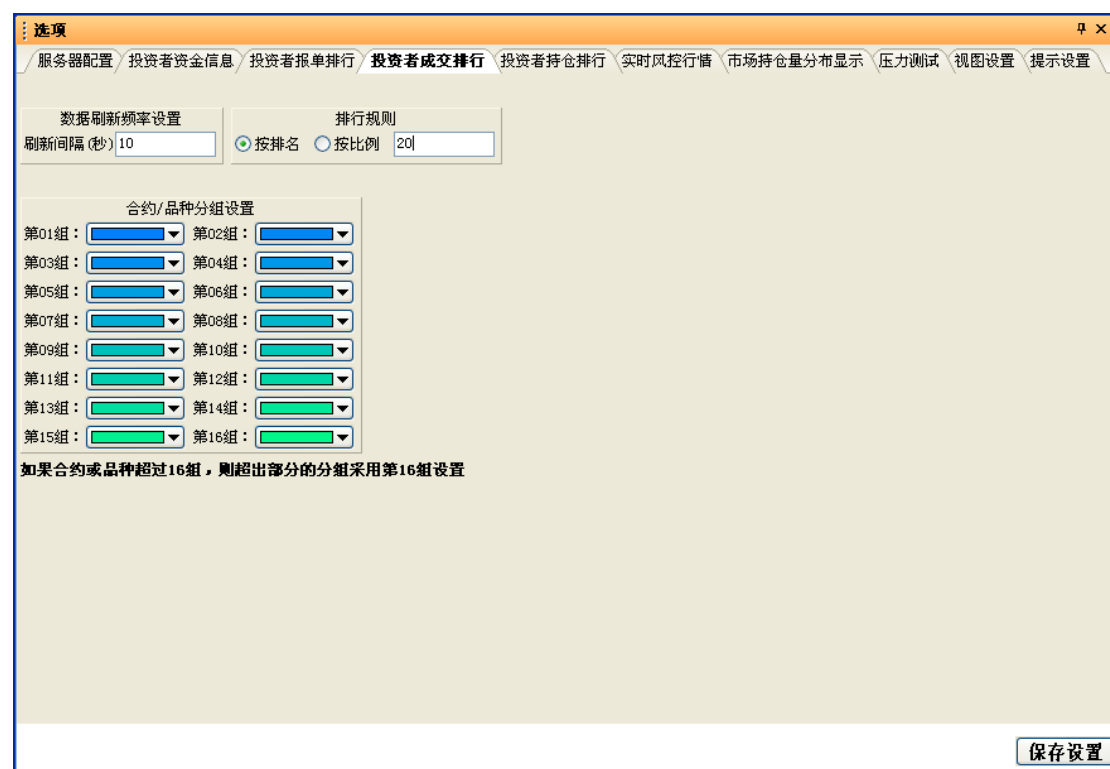 选项
服务器配置 投资者资金信息 投资者报单排行 投资者成交排行 投资者持仓排行 实时风控行情 市场持仓量分布显示 压力测试 视图设置 提示设置
数据刷新频率设置 排行规则
刷新间隔(秒) 10 按排名 按比例 20
合约/品种分组设置
第01组： 第02组：
第03组： 第04组：
第05组： 第06组：
第07组： 第08组：
第09组： 第10组：
第11组： 第12组：
第13组： 第14组：
第15组： 第16组：
如果合约或品种超过16组，则超出部分的分组采用第16组设置
保存设置